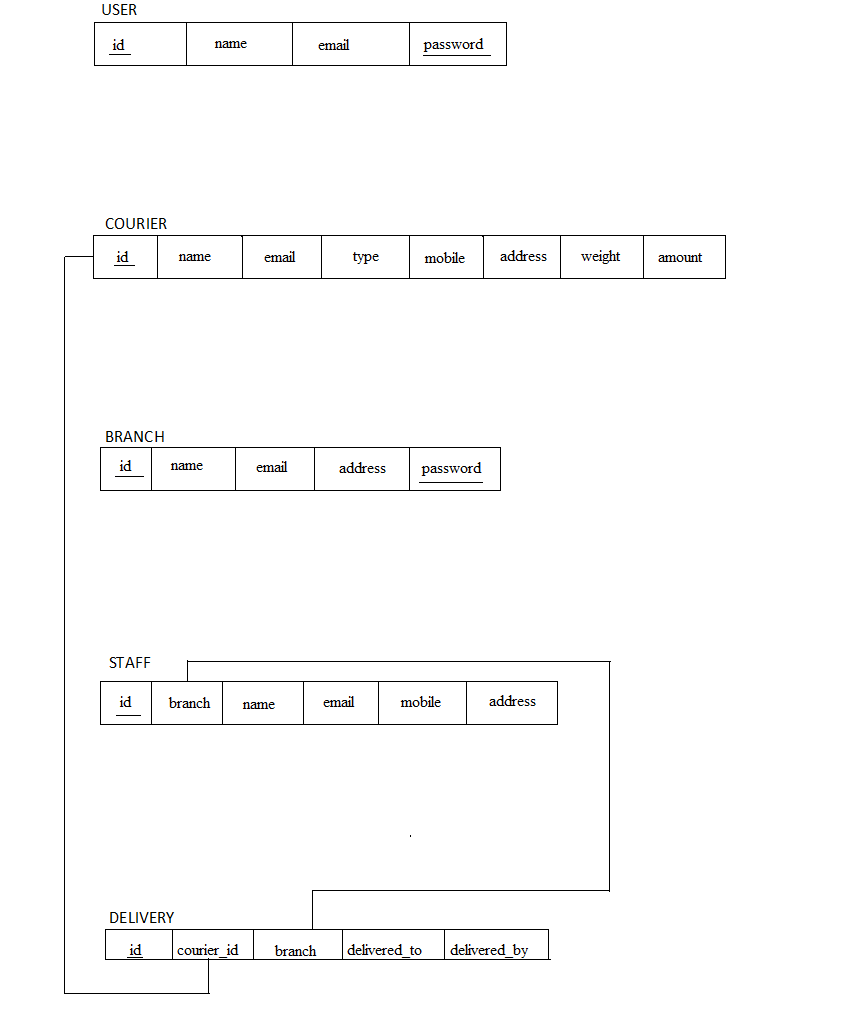 USER
id name email password
COURIER
id name email type mobile address weight amount
BRANCH
id name email address password
STAFF
id branch name email mobile address
DELIVERY
id courier_id branch delivered_to delivered_by